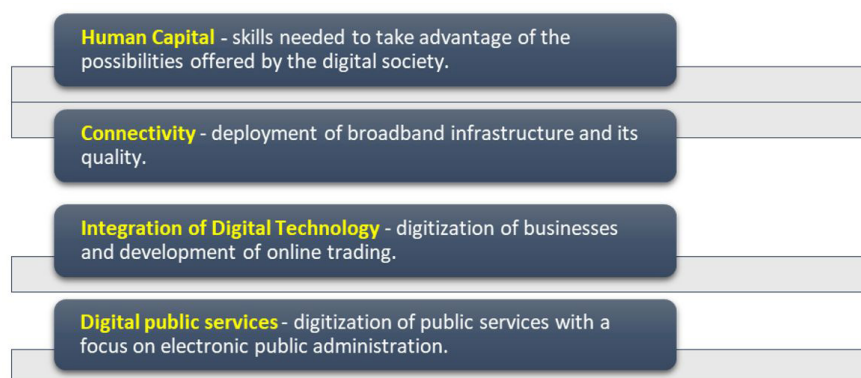 Human Capital - skills needed to take advantage of the
possibilities offered by the digital society.
Connectivity - deployment of broadband infrastructure and its
quality.
Integration of Digital Technology - digitization of businesses
and development of online trading.
Digital public services - digitization of public services with a
focus on electronic public administration.